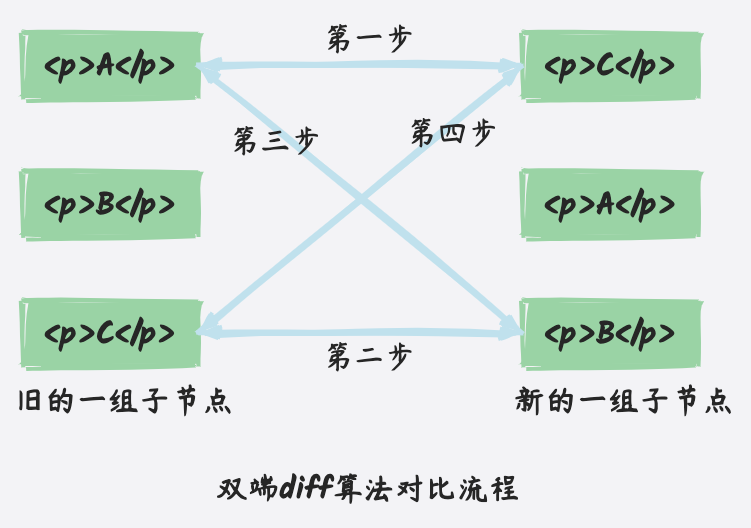 第一步
<p>A</p>
<p>C</p>
第三步
第四步
<p>B</p>
<p>A</p>
<p>C</p>
<p>B</p>
第二步
旧的一组子节点
新的一组子节点
双端diff算法对比流程